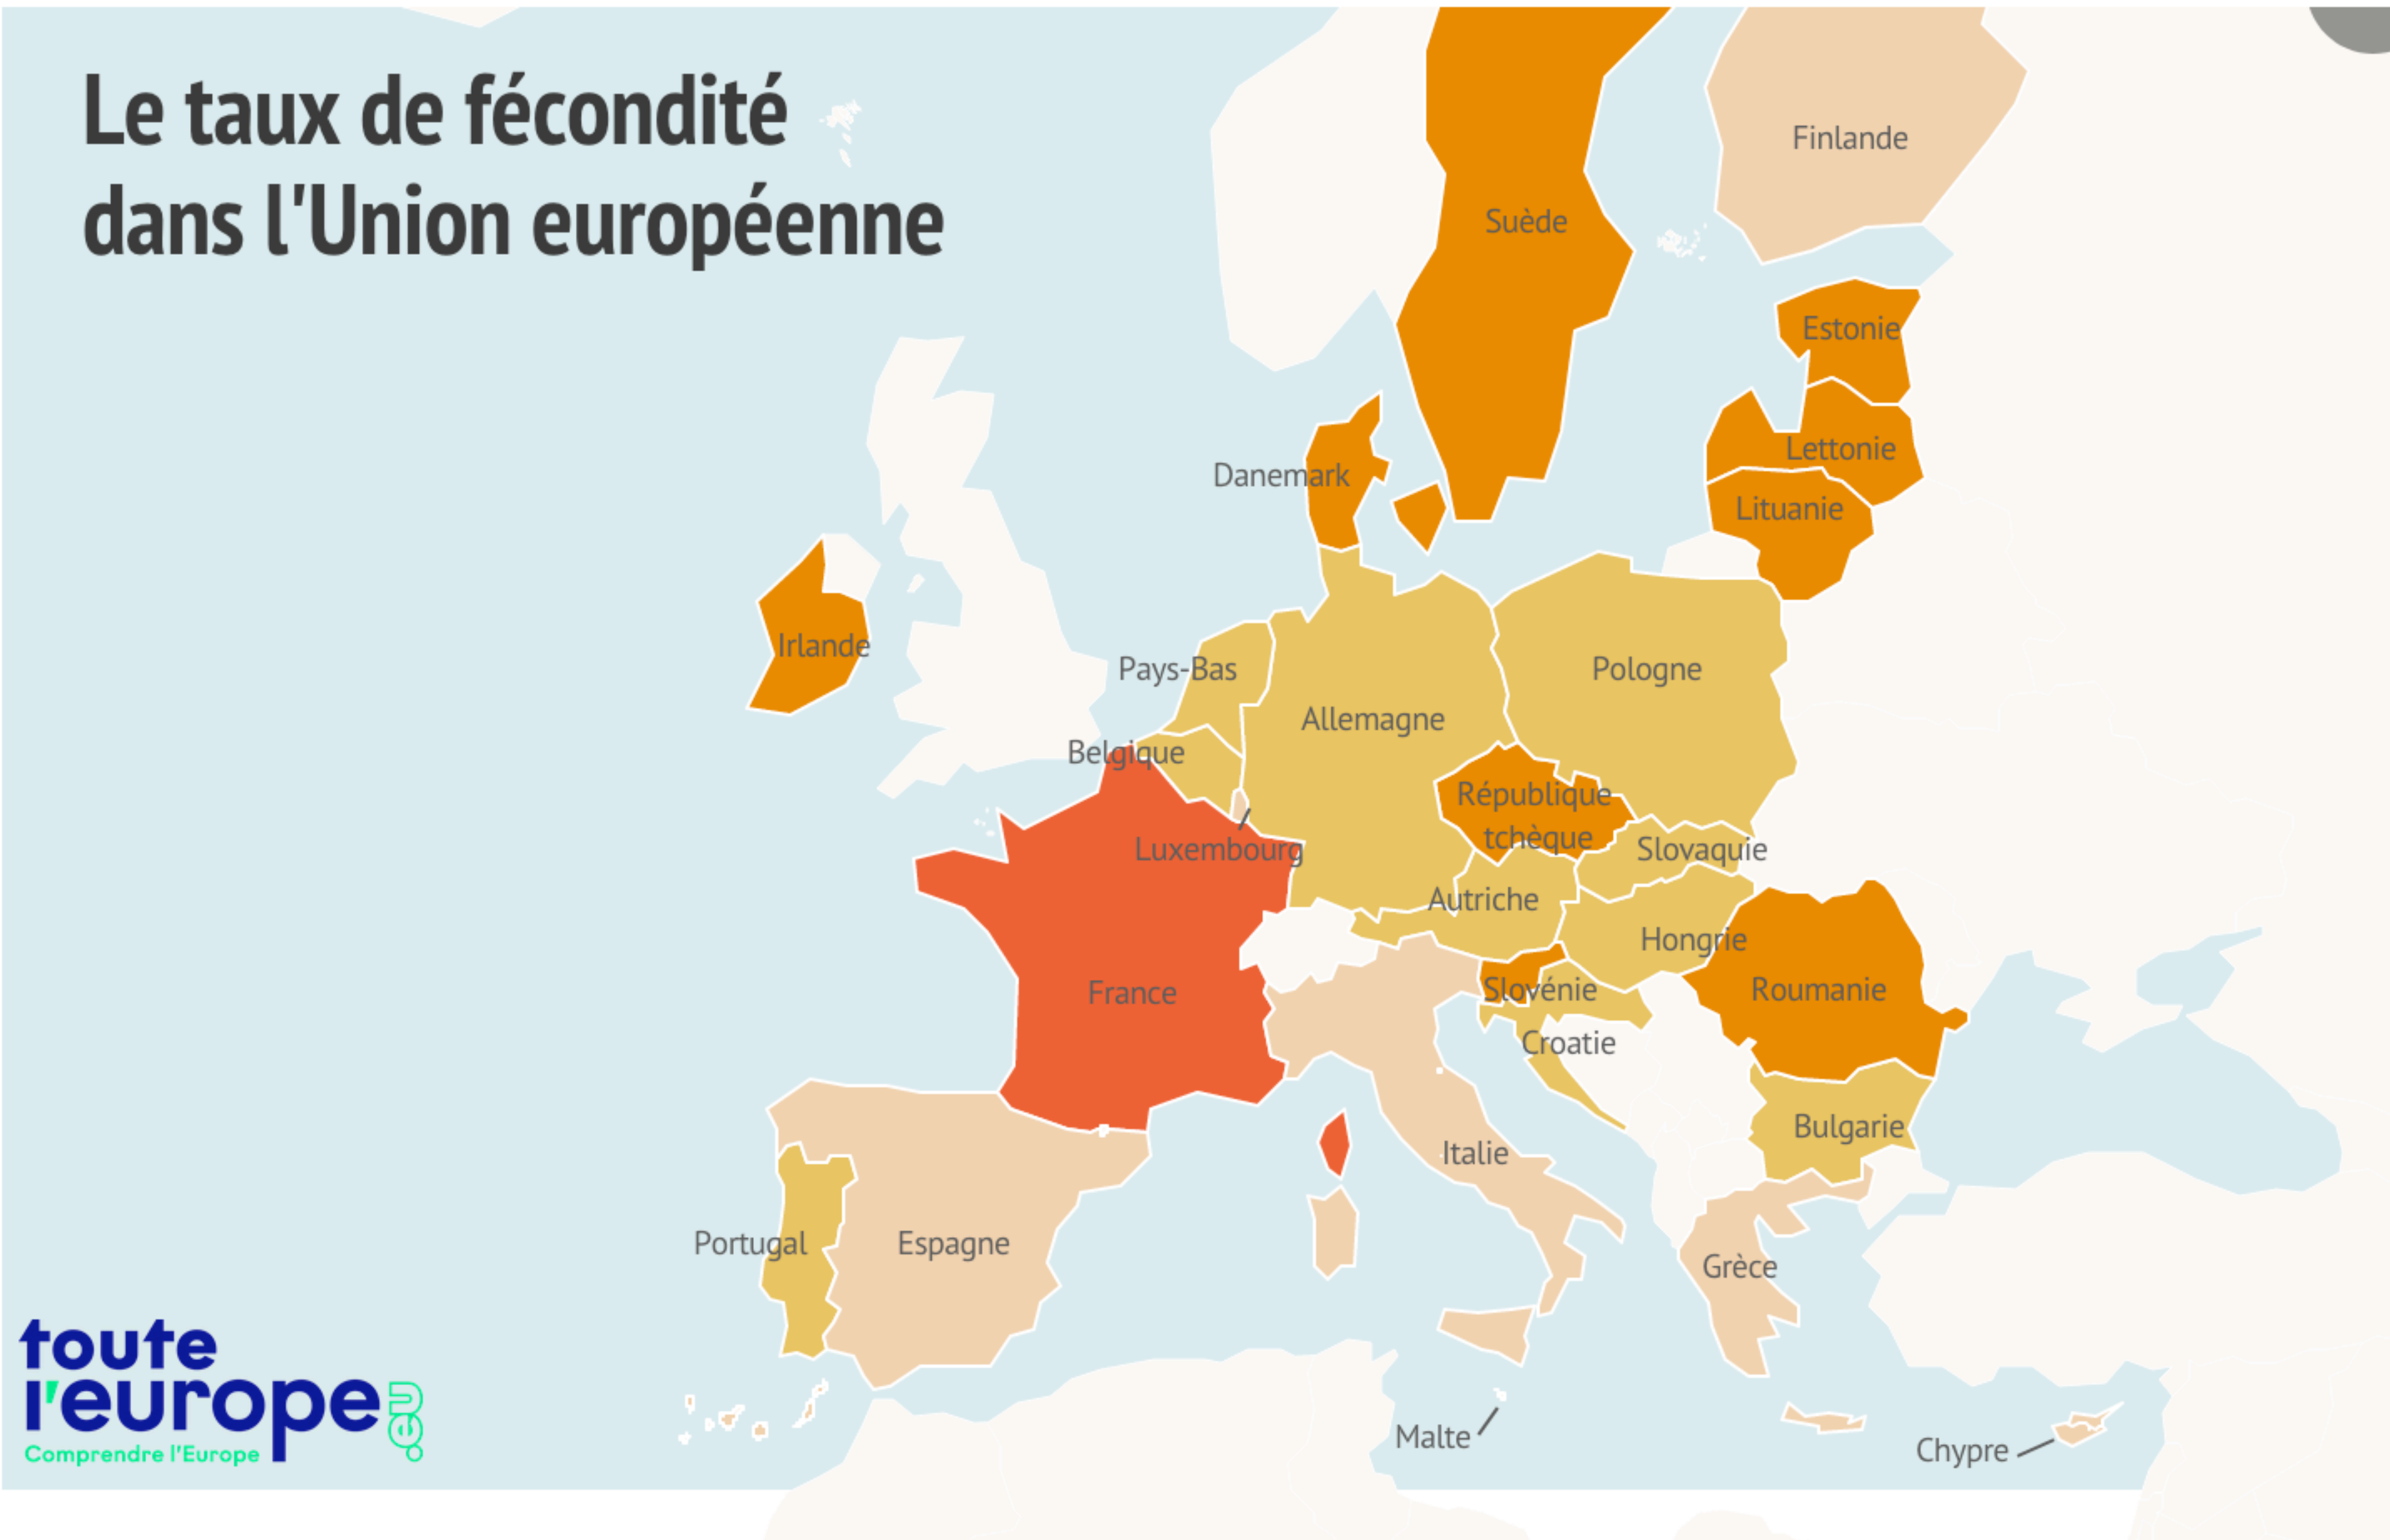 Le taux de fécondité
dans l'Union européenne
Finlande
Suède
Estonie
Lettonie
Danemark
Lituanie
Irlande
Pays-Bas
Pologne
Allemagne
Belgique
République
tchèque
Luxembourg
Slovaquie
Autriche
Hongrie
France
Slovénie
Roumanie
Croatie
Bulgarie
Italie
Portugal
Espagne
Grèce
Malte
Chypre
toute
l'europe.eu
Comprendre l'Europe